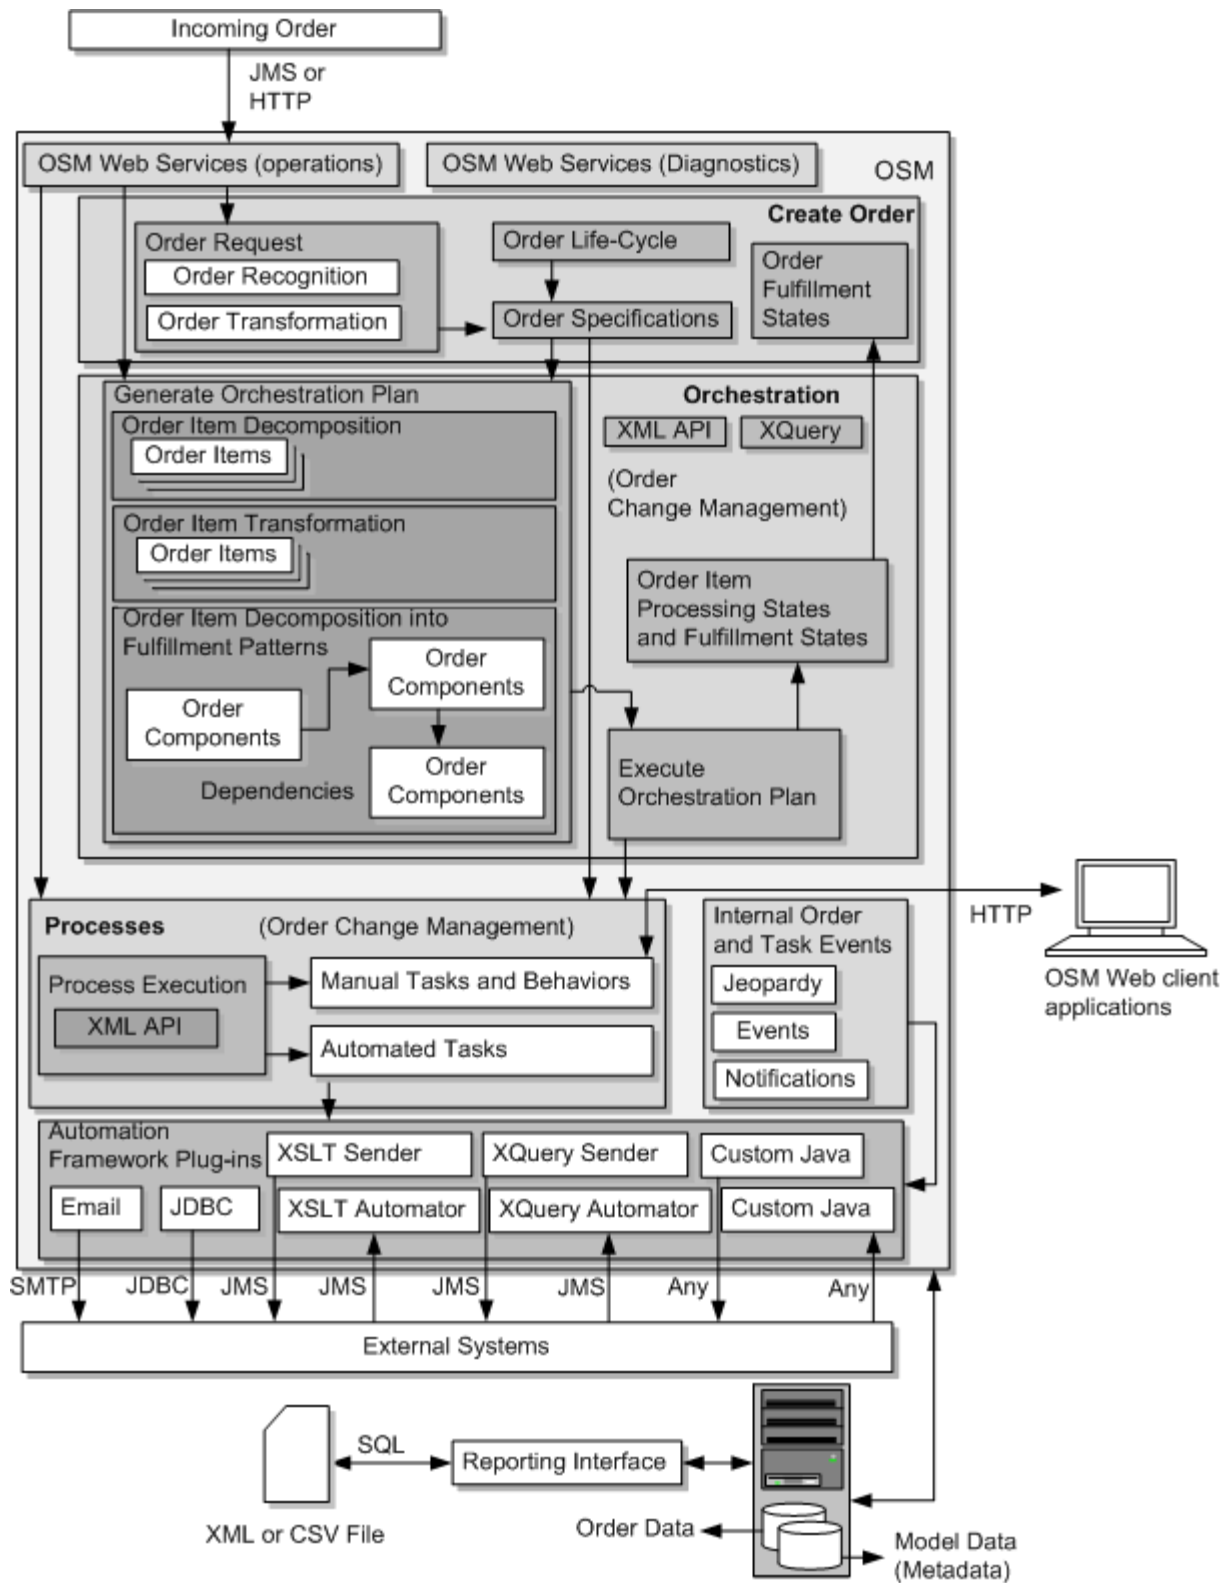 Incoming Order
JMS or
HTTP
OSM Web Services (operations)
OSM Web Services (Diagnostics)
OSM
Create Order
Order Request
Order Recognition
Order Transformation
Order Life-Cycle
Order Specifications
Order
Fulfillment
States
Generate Orchestration Plan
Order Item Decomposition
Order Items
Order Item Transformation
Order Items
Order Item Decomposition into
Fulfillment Patterns
Order
Components
Order
Components
Dependencies
Order
Components
Orchestration
XML API
XQuery
(Order
Change Management)
Order Item
Processing States
and Fulfillment States
Execute
Orchestration Plan
Processes
(Order Change Management)
Process Execution
XML API
Manual Tasks and Behaviors
Automated Tasks
Internal Order
and Task Events
Jeopardy
Events
Notifications
HTTP
OSM Web client
applications
Automation
Framework Plug-ins
XSLT Sender
XQuery Sender
Custom Java
Email
JDBC
XSLT Automator
XQuery Automator
Custom Java
SMTP
JDBC
JMS
JMS
JMS
JMS
Any
Any
External Systems
SQL
Reporting Interface
XML or CSV File
Order Data
Model Data
(Metadata)